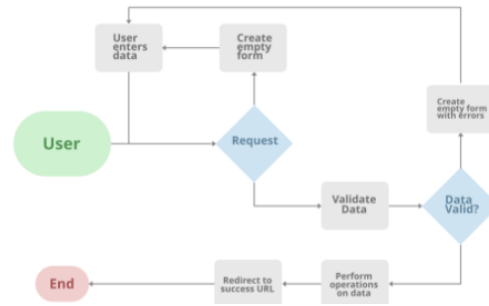 User
enters
data
Create
empty
form
Create
empty form
with errors
User
Request
Validate
Data
Data
Valid?
End
Redirect to
success URL
Perform
operations
on data